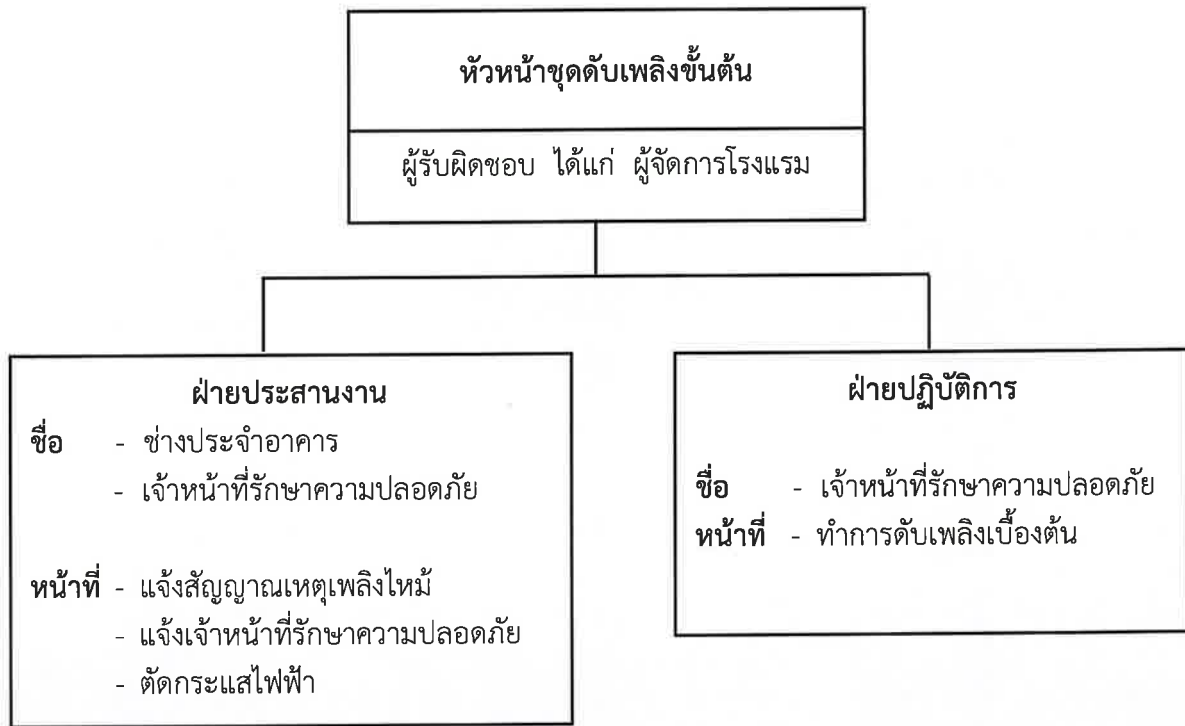 หัวหน้าชุดดับเพลิงขั้นต้น
ผู้รับผิดชอบ ได้แก่ ผู้จัดการโรงแรม
ฝ่ายประสานงาน
ชื่อ - ช่างประจำอาคาร
- เจ้าหน้าที่รักษาความปลอดภัย
หน้าที่ - แจ้งสัญญาณเหตุเพลิงไหม้
- แจ้งเจ้าหน้าที่รักษาความปลอดภัย
- ตัดกระแสไฟฟ้า
ฝ่ายปฏิบัติการ
ชื่อ - เจ้าหน้าที่รักษาความปลอดภัย
หน้าที่ - ทำการดับเพลิงเบื้องต้น